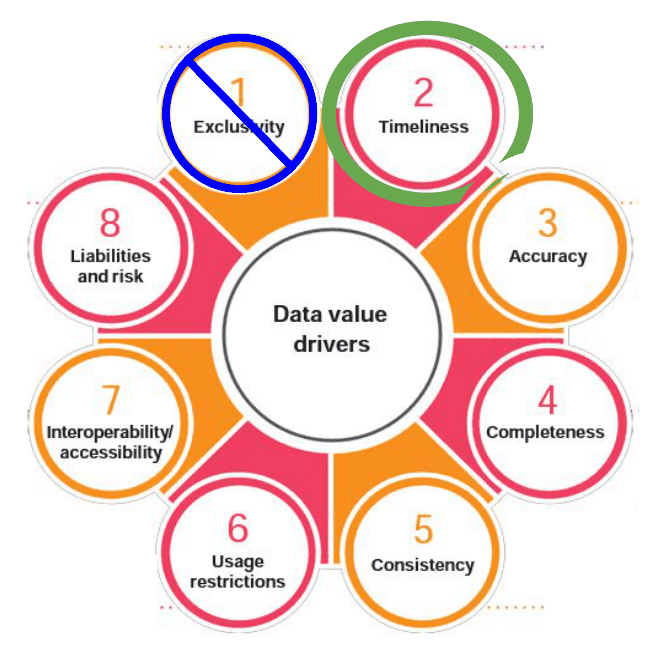 1
Exclusivity
2
Timeliness
3
Accuracy
4
Completeness
5
Consistency
6
Usage
restrictions
7
Interoperability/
accessibility
8
Liabilities
and risk
Data value
drivers